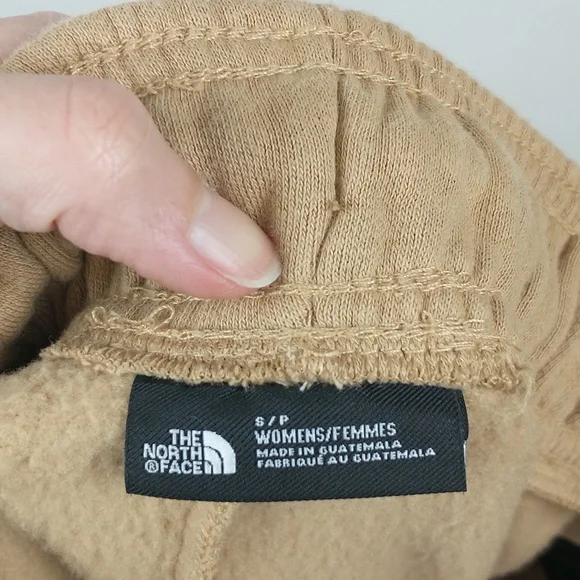 THE
NORTH
®FACE
S/P
WOMENS/FEMMES
MADE IN GUATEMALA
FABRIQUÉ AU GUATEMALA